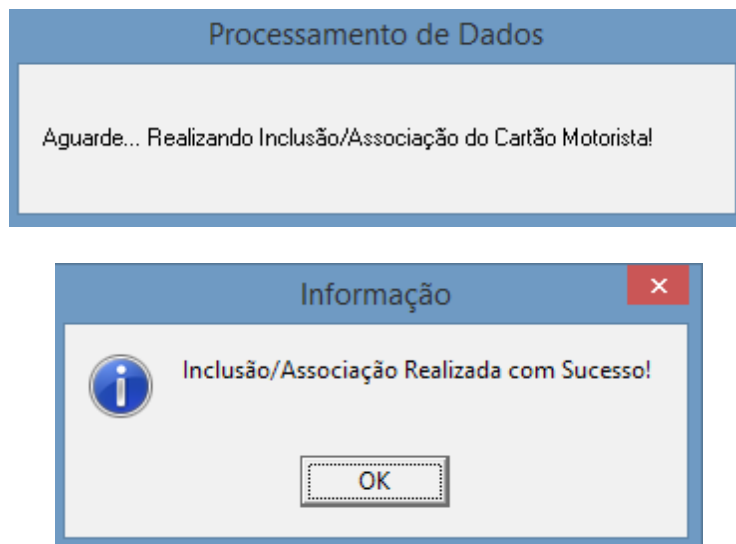 Processamento de Dados
Aguarde... Realizando Inclusão/Associação do Cartão Motorista!
Informação
Inclusão/Associação Realizada com Sucesso!
OK